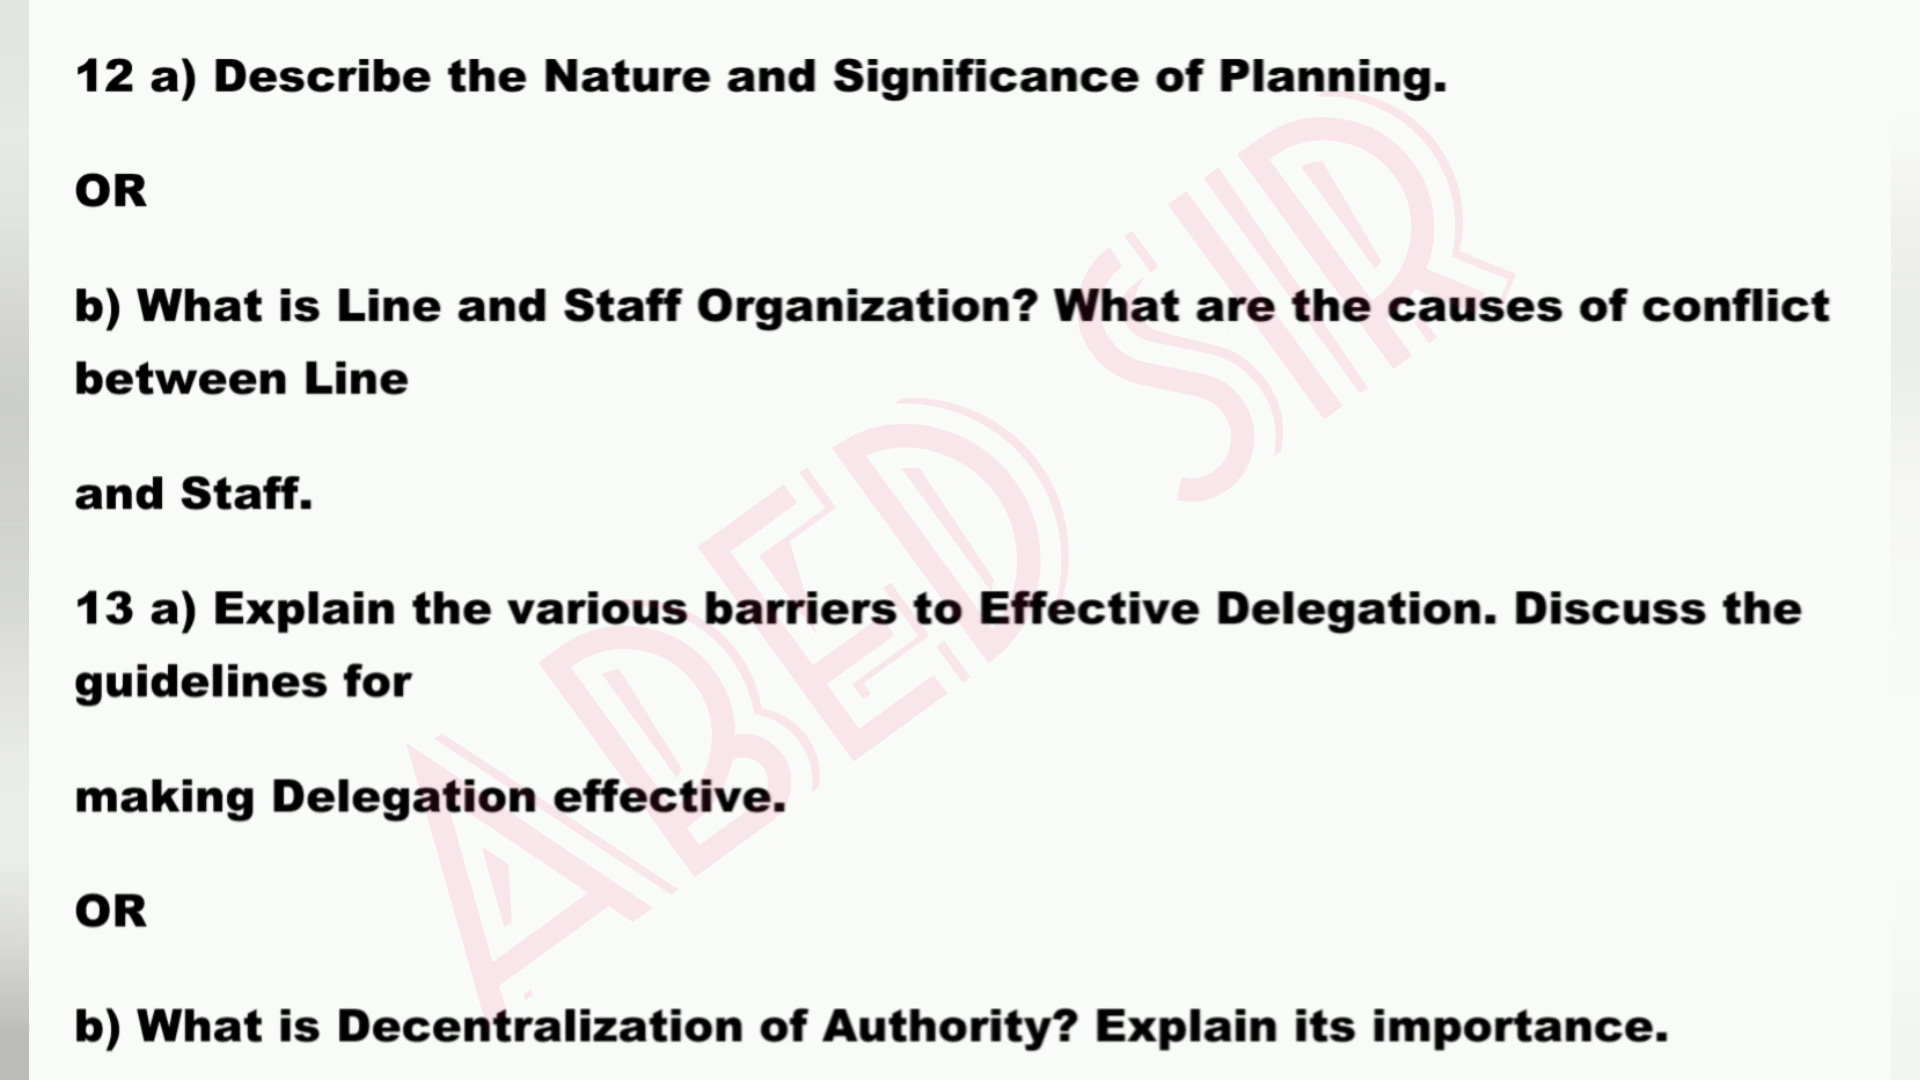 12 a) Describe the Nature and Significance of Planning.
OR
b) What is Line and Staff Organization? What are the causes of conflict
between Line
and Staff.
13 a) Explain the various barriers to Effective Delegation. Discuss the
guidelines for
making Delegation effective.
OR
b) What is Decentralization of Authority? Explain its importance.
ABED SIR